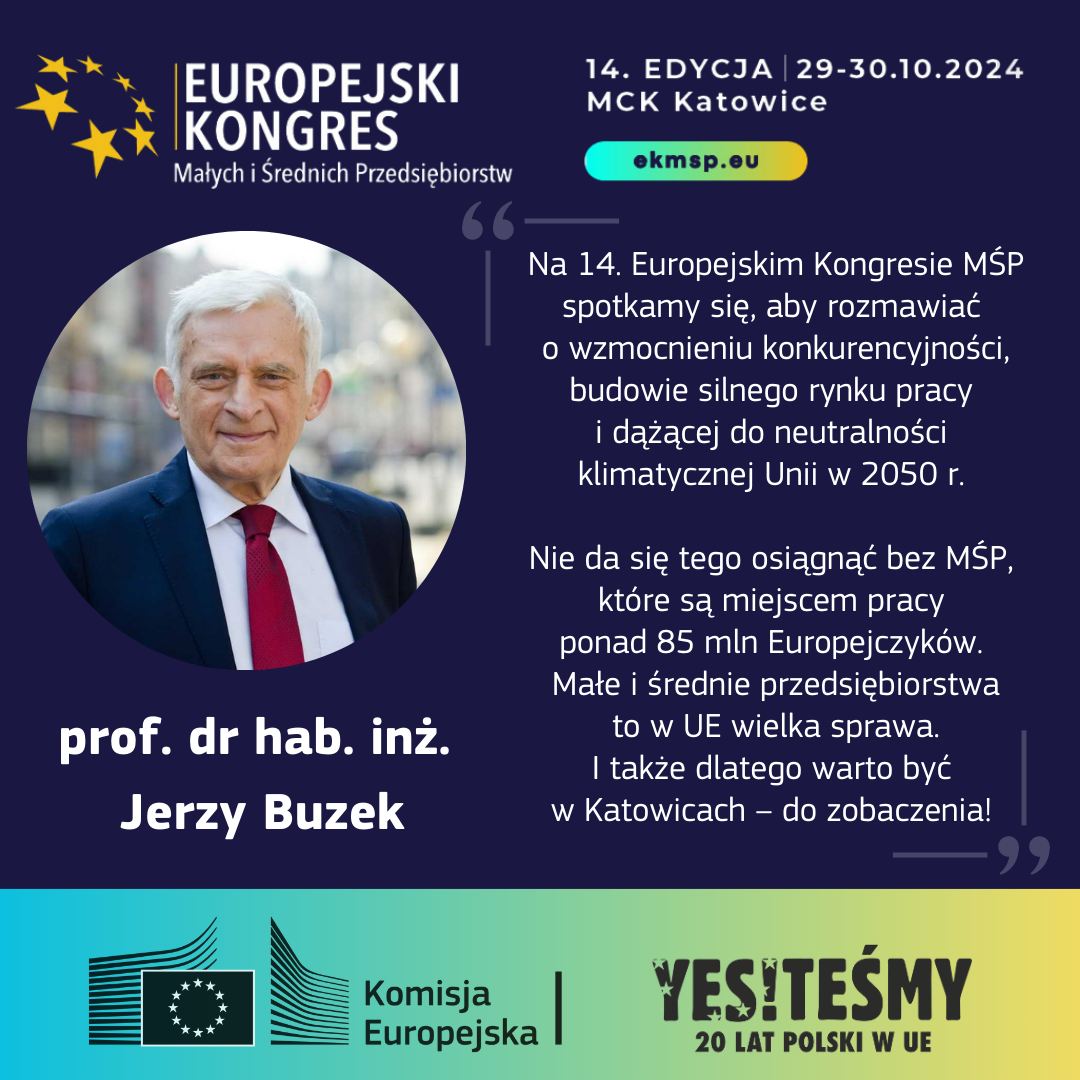 EUROPEJSKI
KONGRES
Małych i Średnich Przedsiębiorstw
14. EDYCJA | 29-30.10.2024
MCK Katowice
ekmsp.eu
“
Na 14. Europejskim Kongresie MŚP
spotkamy się, aby rozmawiać
o wzmocnieniu konkurencyjności,
budowie silnego rynku pracy
i dążącej do neutralności
klimatycznej Unii w 2050 r.
Nie da się tego osiągnąć bez MŚP,
które są miejscem pracy
ponad 85 mln Europejczyków.
Małe i średnie przedsiębiorstwa
to w UE wielka sprawa.
I także dlatego warto być
w Katowicach – do zobaczenia!
”
prof. dr hab. inż.
Jerzy Buzek
Komisja
Europejska
YES!TEŚMY
20 LAT POLSKI W UE